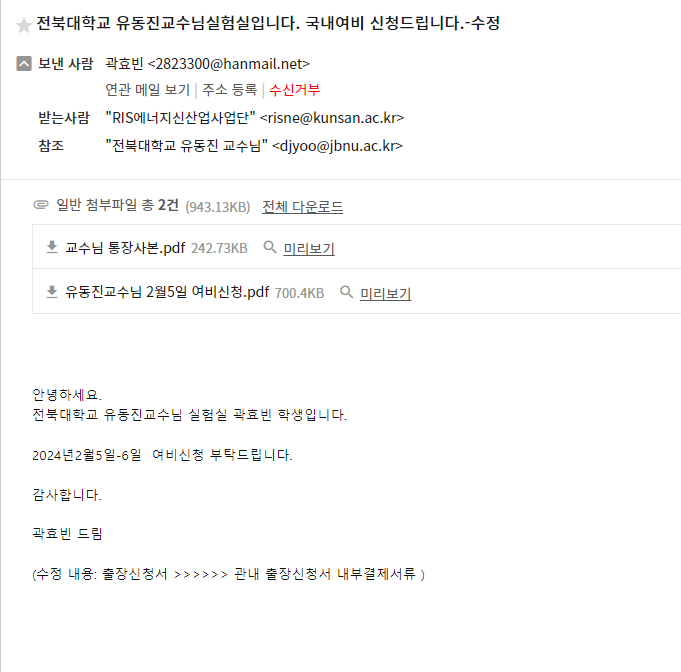 전북대학교 유동진교수님실험실입니다. 국내여비 신청드립니다.-수정
보낸 사람 곽효빈 <2823300@hanmail.net>
연관 메일 보기 | 주소 등록 | 수신거부
받는사람 "RIS에너지신산업사업단" <risne@kunsan.ac.kr>
참조 "전북대학교 유동진 교수님" <djyoo@jbnu.ac.kr>
일반 첨부파일 총 2건 (943.13KB) 전체 다운로드
교수님 통장사본.pdf 242.73KB 미리보기
유동진교수님 2월5일 여비신청.pdf 700.4KB 미리보기
안녕하세요.
전북대학교 유동진교수님 실험실 곽효빈 학생입니다.
2024년2월5일-6일 여비신청 부탁드립니다.
감사합니다.
곽효빈 드림
(수정 내용: 출장신청서 >>>>>> 관내 출장신청서 내부결제서류 )